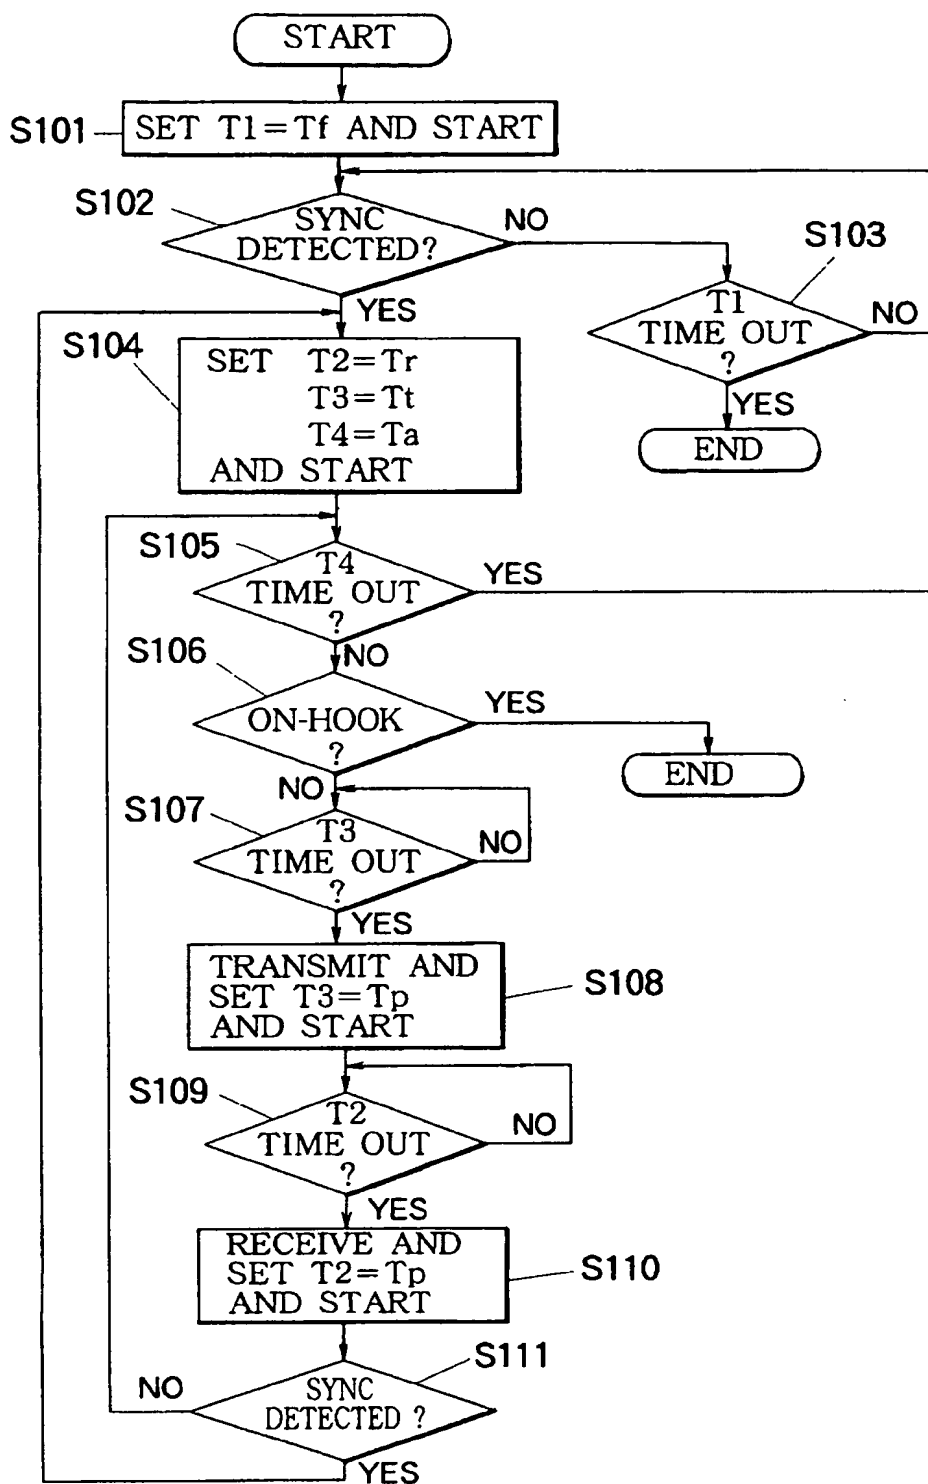 START
S101
SET T1=Tf AND START
S102
SYNC
DETECTED?
NO
S103
T1
TIME OUT
?
NO
YES
END
YES
S104
SET T2=Tr
T3=Tt
T4=Ta
AND START
S105
T4
TIME OUT
?
YES
NO
S106
ON-HOOK
?
YES
END
NO
S107
T3
TIME OUT
?
NO
YES
TRANSMIT AND
SET T3=Tp
AND START
S108
S109
T2
TIME OUT
?
NO
YES
RECEIVE AND
SET T2=Tp
AND START
S110
S111
SYNC
DETECTED ?
NO
YES